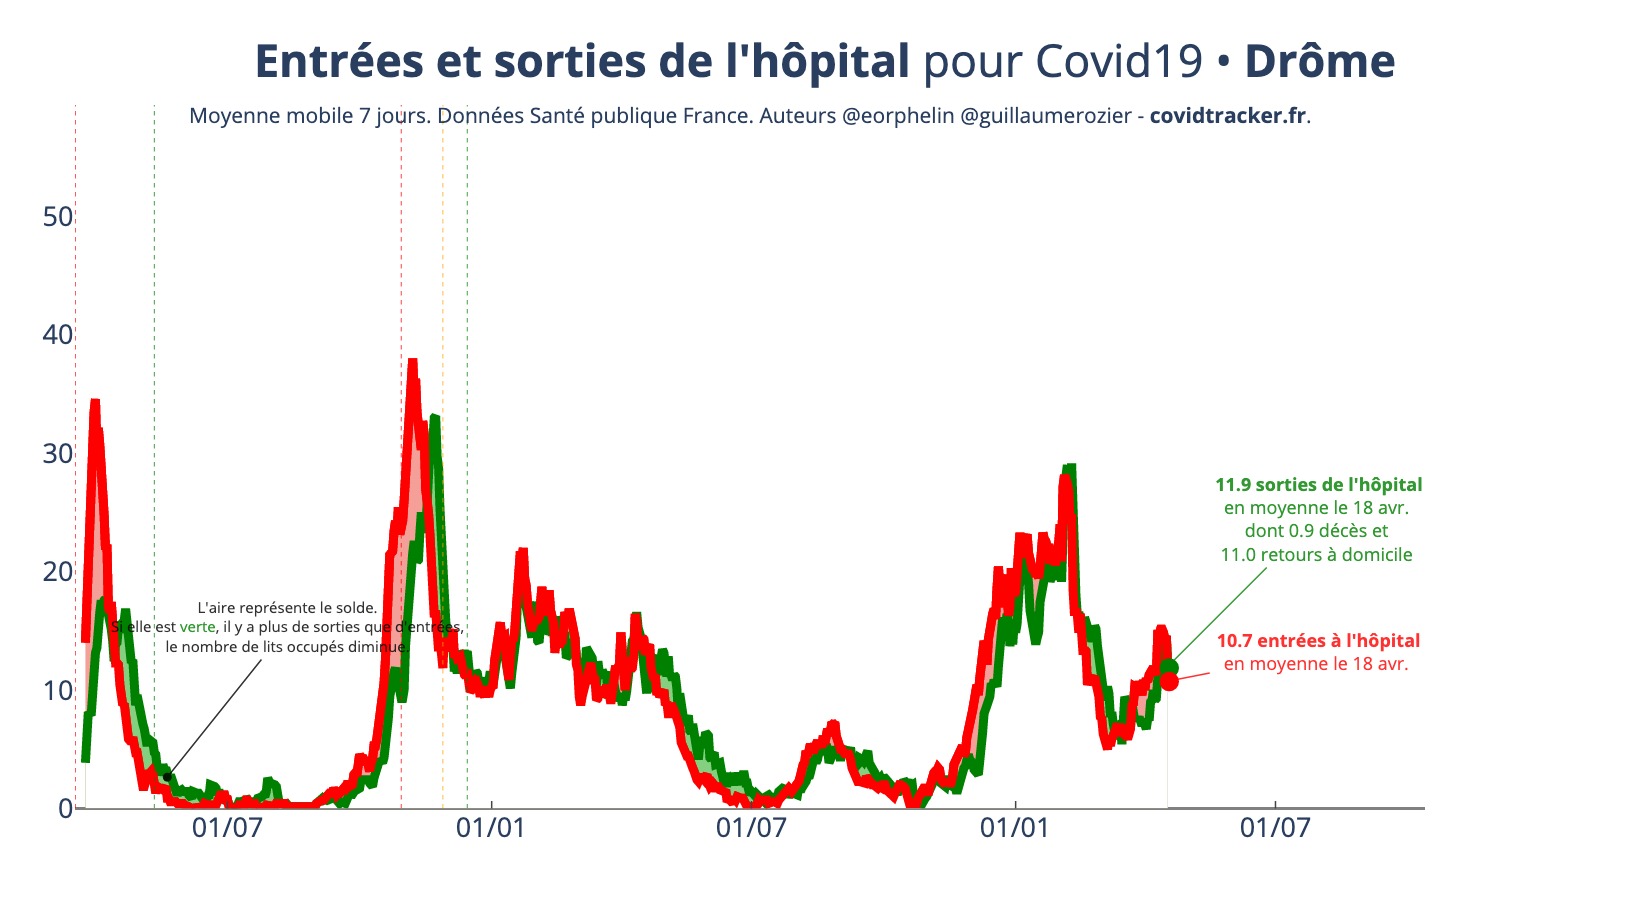 Entrées et sorties de l'hôpital pour Covid19 • Drôme
Moyenne mobile 7 jours. Données Santé publique France. Auteurs @eorphelin @guillaumerozier - covidtracker.fr.
50
40
30
20
10
0
L'aire représente le solde.
Si elle est verte, il y a plus de sorties que d'entrées,
le nombre de lits occupés diminue.
11.9 sorties de l'hôpital
en moyenne le 18 avr.
dont 0.9 décès et
11.0 retours à domicile
10.7 entrées à l'hôpital
en moyenne le 18 avr.
01/07 01/01 01/07 01/01 01/07